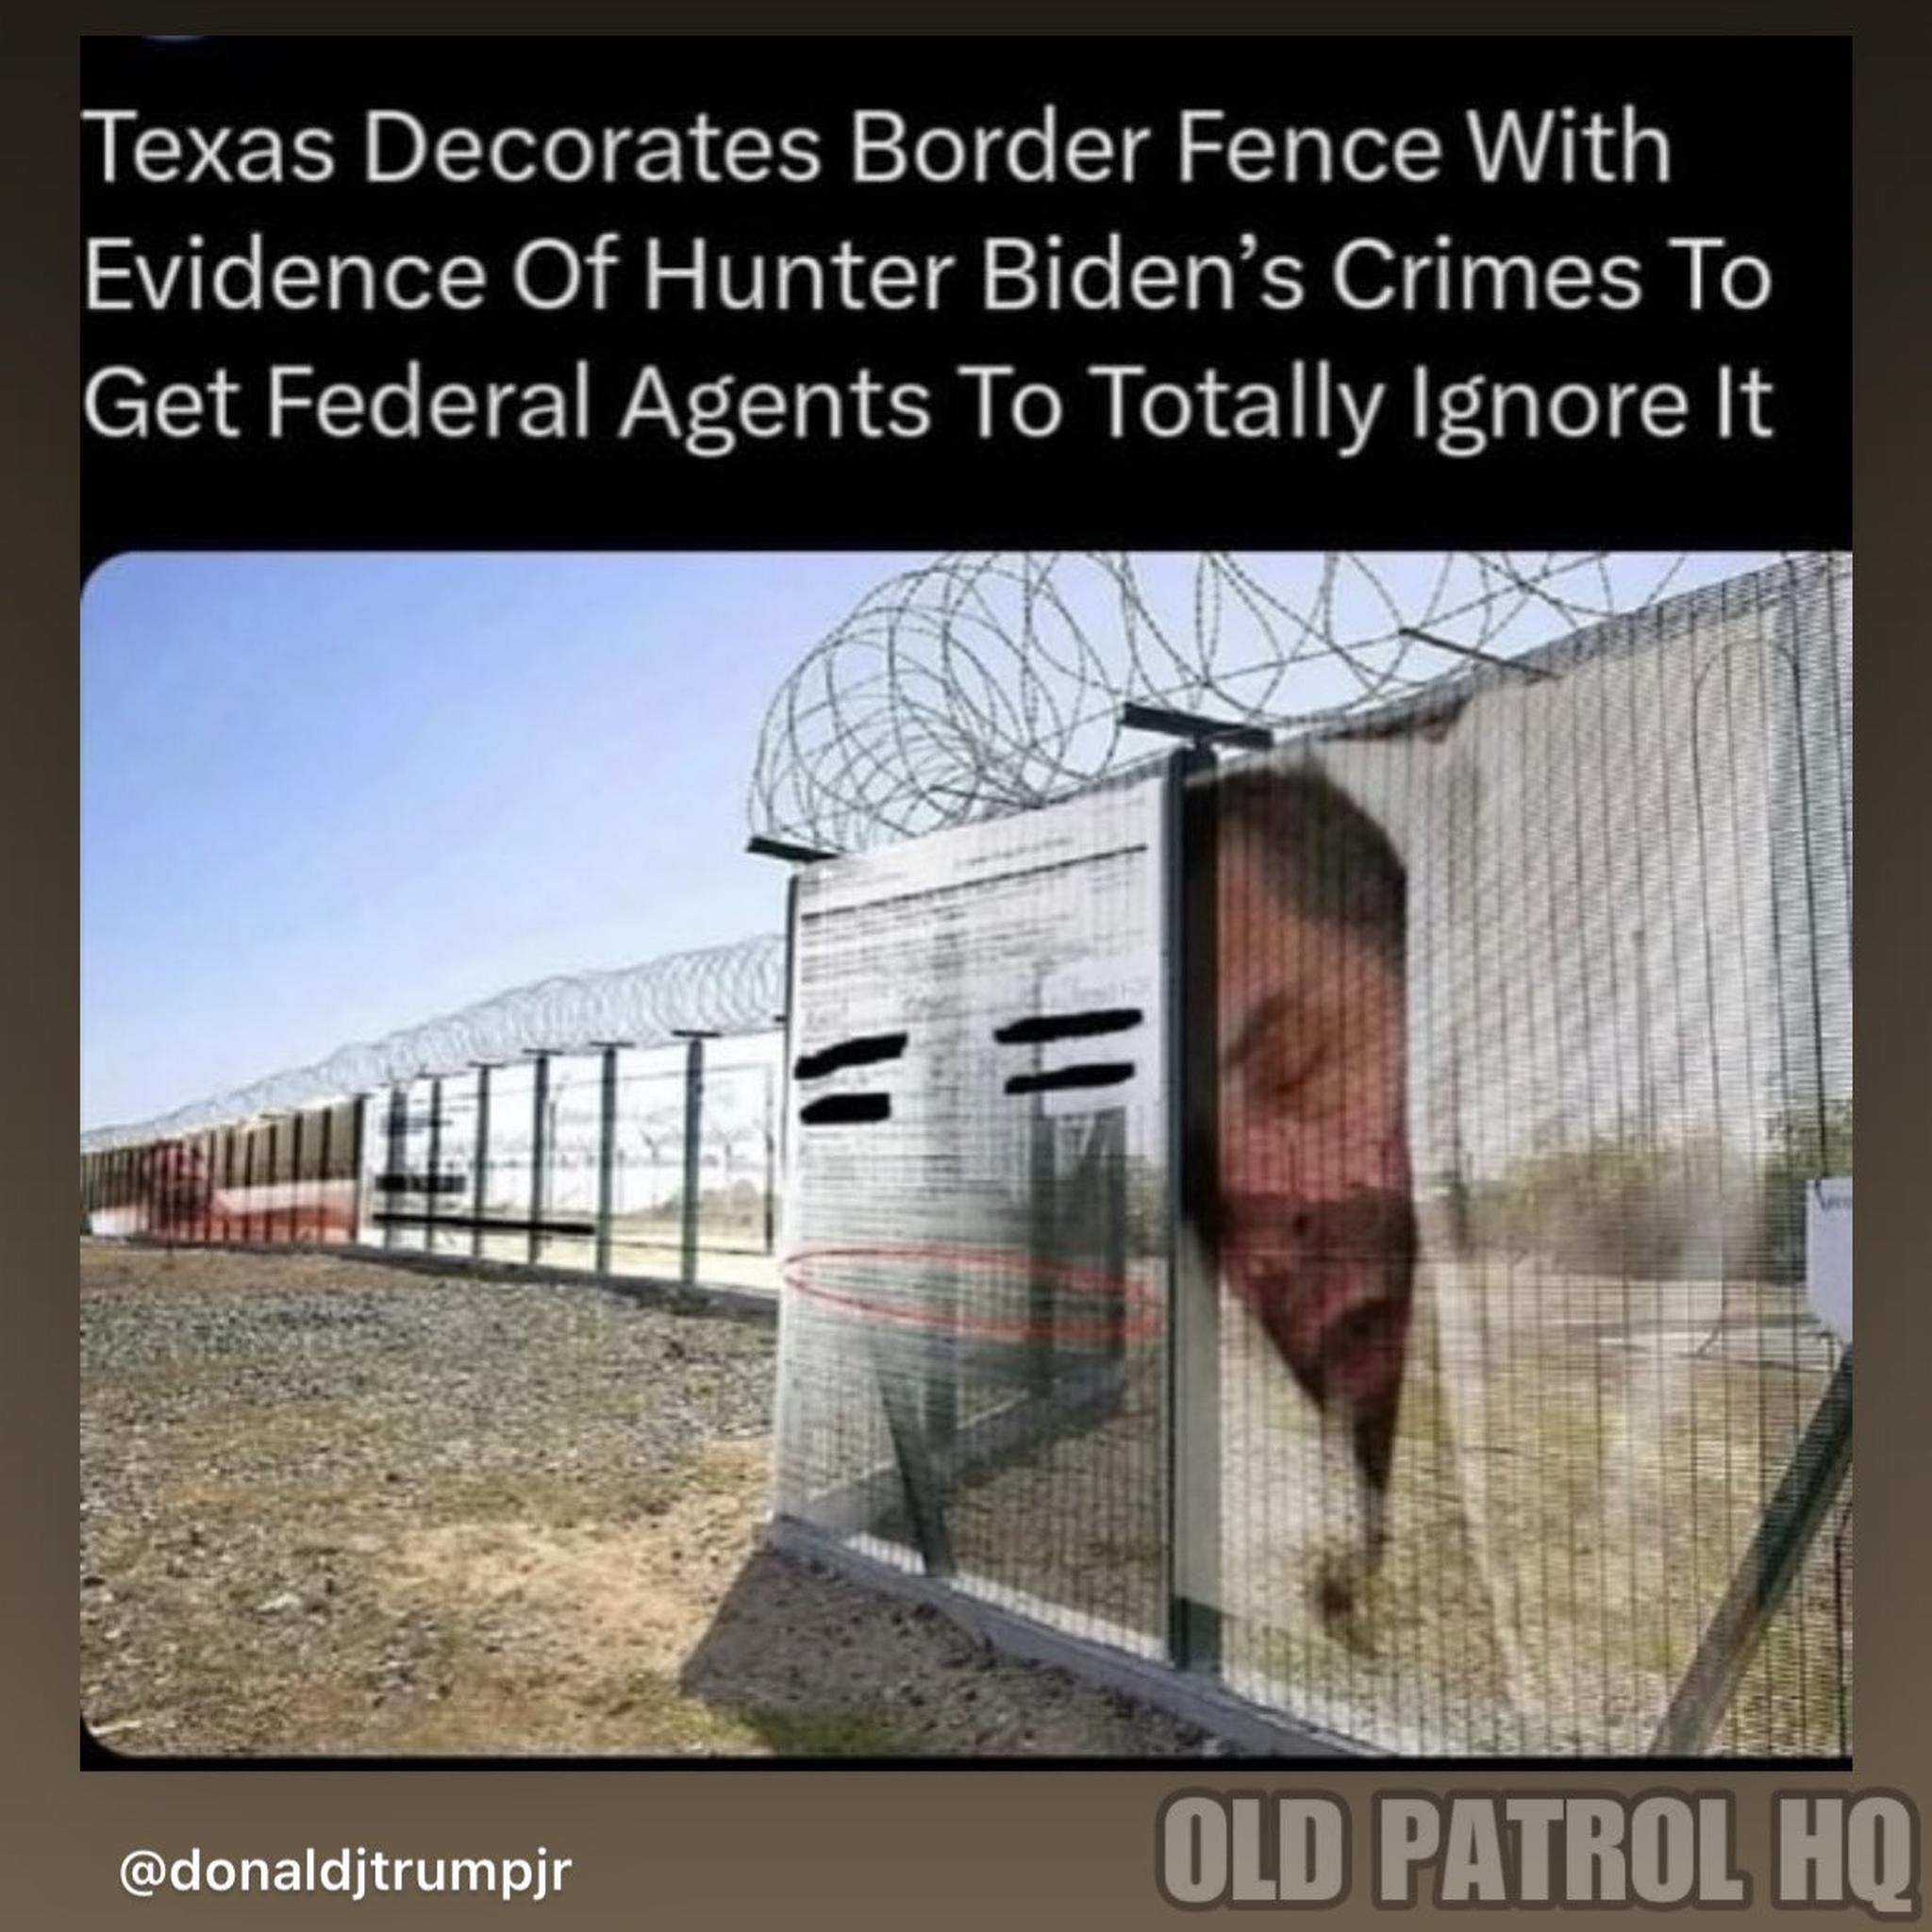 Texas Decorates Border Fence With
Evidence Of Hunter Biden’s Crimes To
Get Federal Agents To Totally Ignore It
@donaldjtrumpjr
OLD PATROL HQ